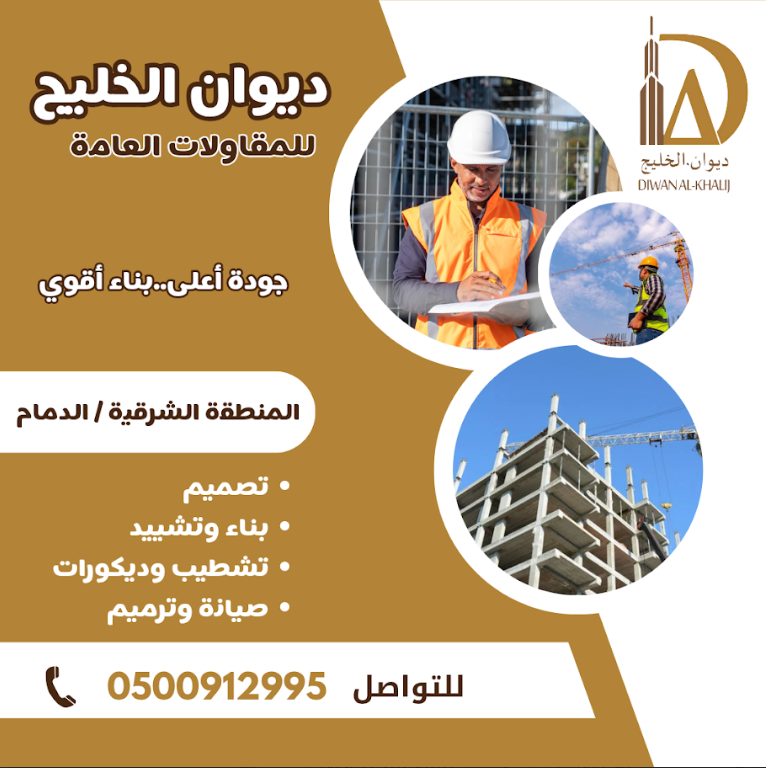 ديوان الخليج
للمقاولات العامة
ديوان.الخليج
DIWAN AL-KHALIJ
جودة أعلى..بناء أقوي
المنطقة الشرقية / الدمام
• تصميم
• بناء وتشييد
• تشطيب وديكورات
• صيانة وترميم
للتواصل 0500912995